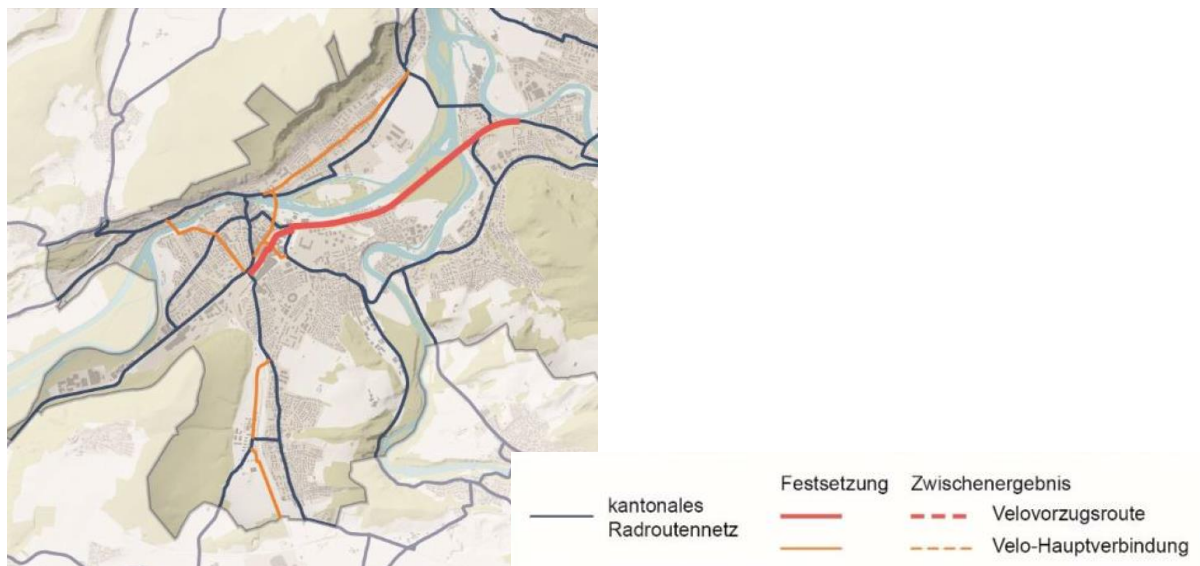 Festsetzung Zwischenergebnis
kantonales
Radroutennetz
Velovorzugsroute
Velo-Hauptverbindung